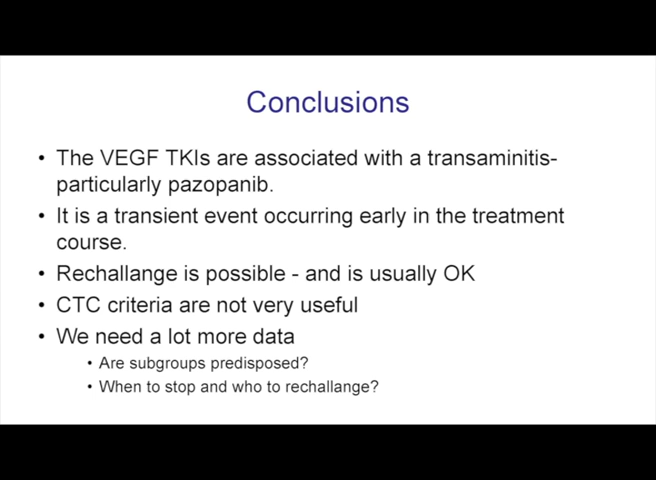 Conclusions
• The VEGF TKIs are associated with a transaminitis-
particularly pazopanib.
• It is a transient event occurring early in the treatment
course.
• Rechallange is possible - and is usually OK
• CTC criteria are not very useful
• We need a lot more data
• Are subgroups predisposed?
• When to stop and who to rechallange?